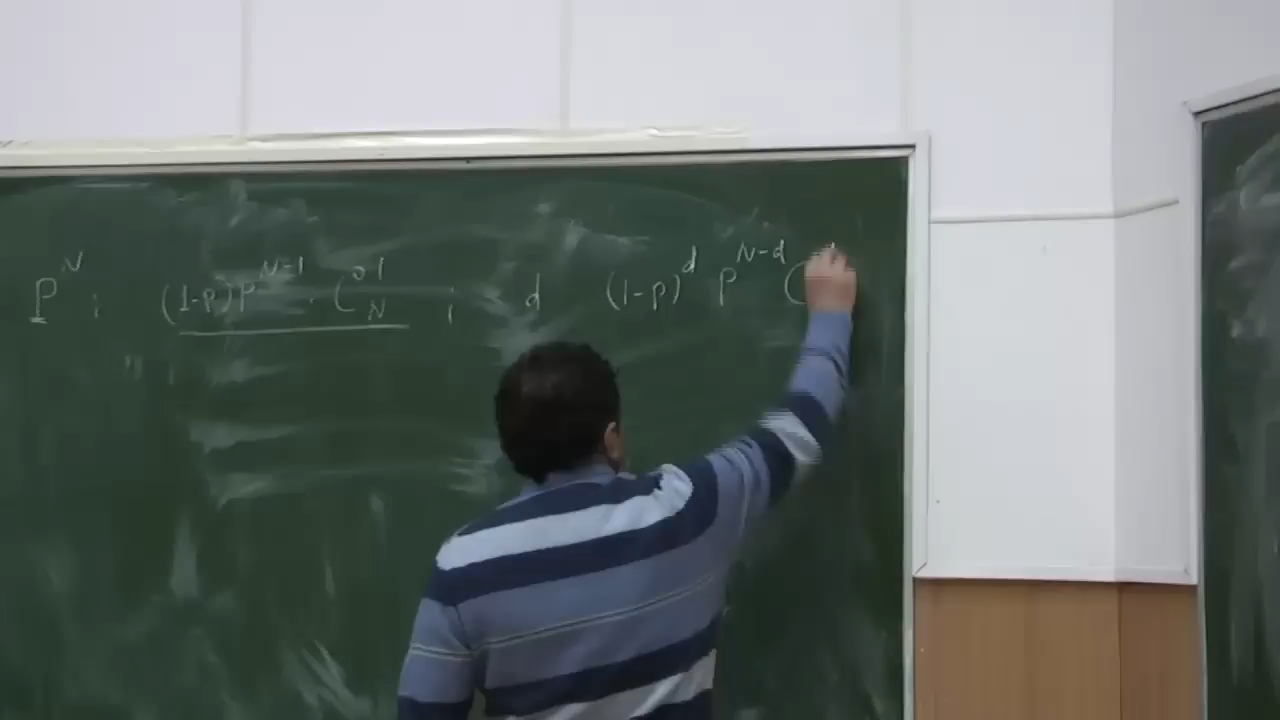 P^N ; (1-p)p^{N-1} · C_N^1 ; d (1-p)^d p^{N-d} C